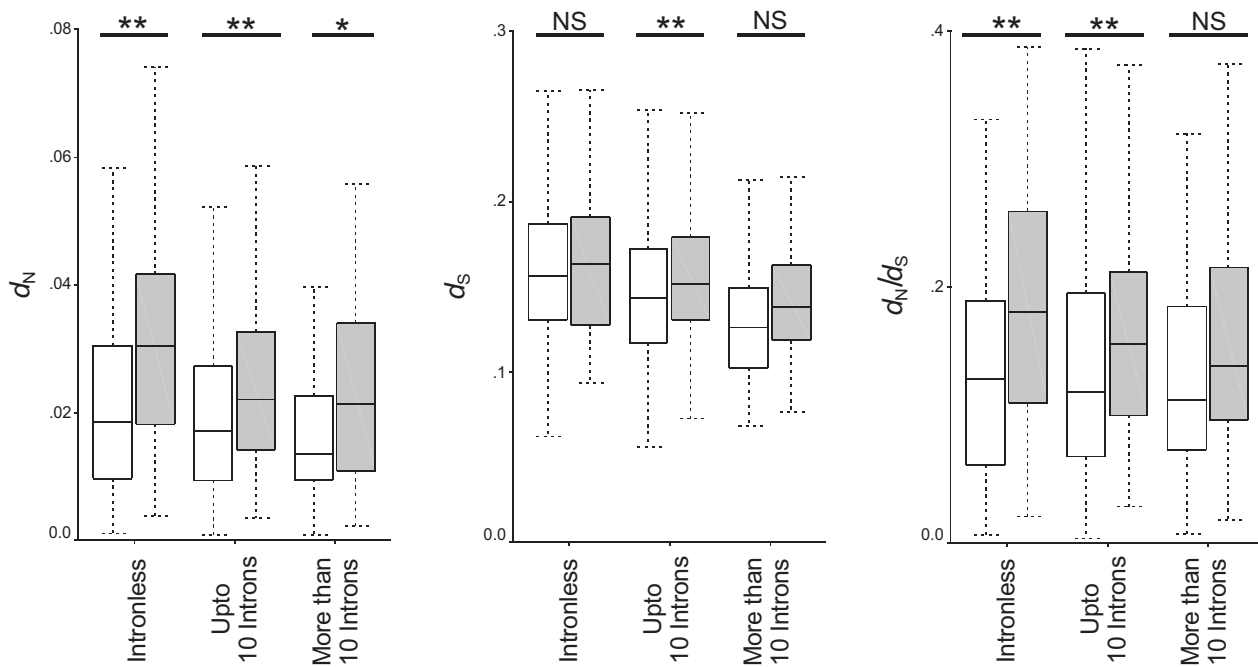 ** ** *
.08
.06
.04
.02
0.0
dN
Intronless
Upto
10 Introns
More than
10 Introns
NS ** NS
.3
.2
.1
0.0
dS
Intronless
Upto
10 Introns
More than
10 Introns
** ** NS
.4
.2
0.0
dN/dS
Intronless
Upto
10 Introns
More than
10 Introns